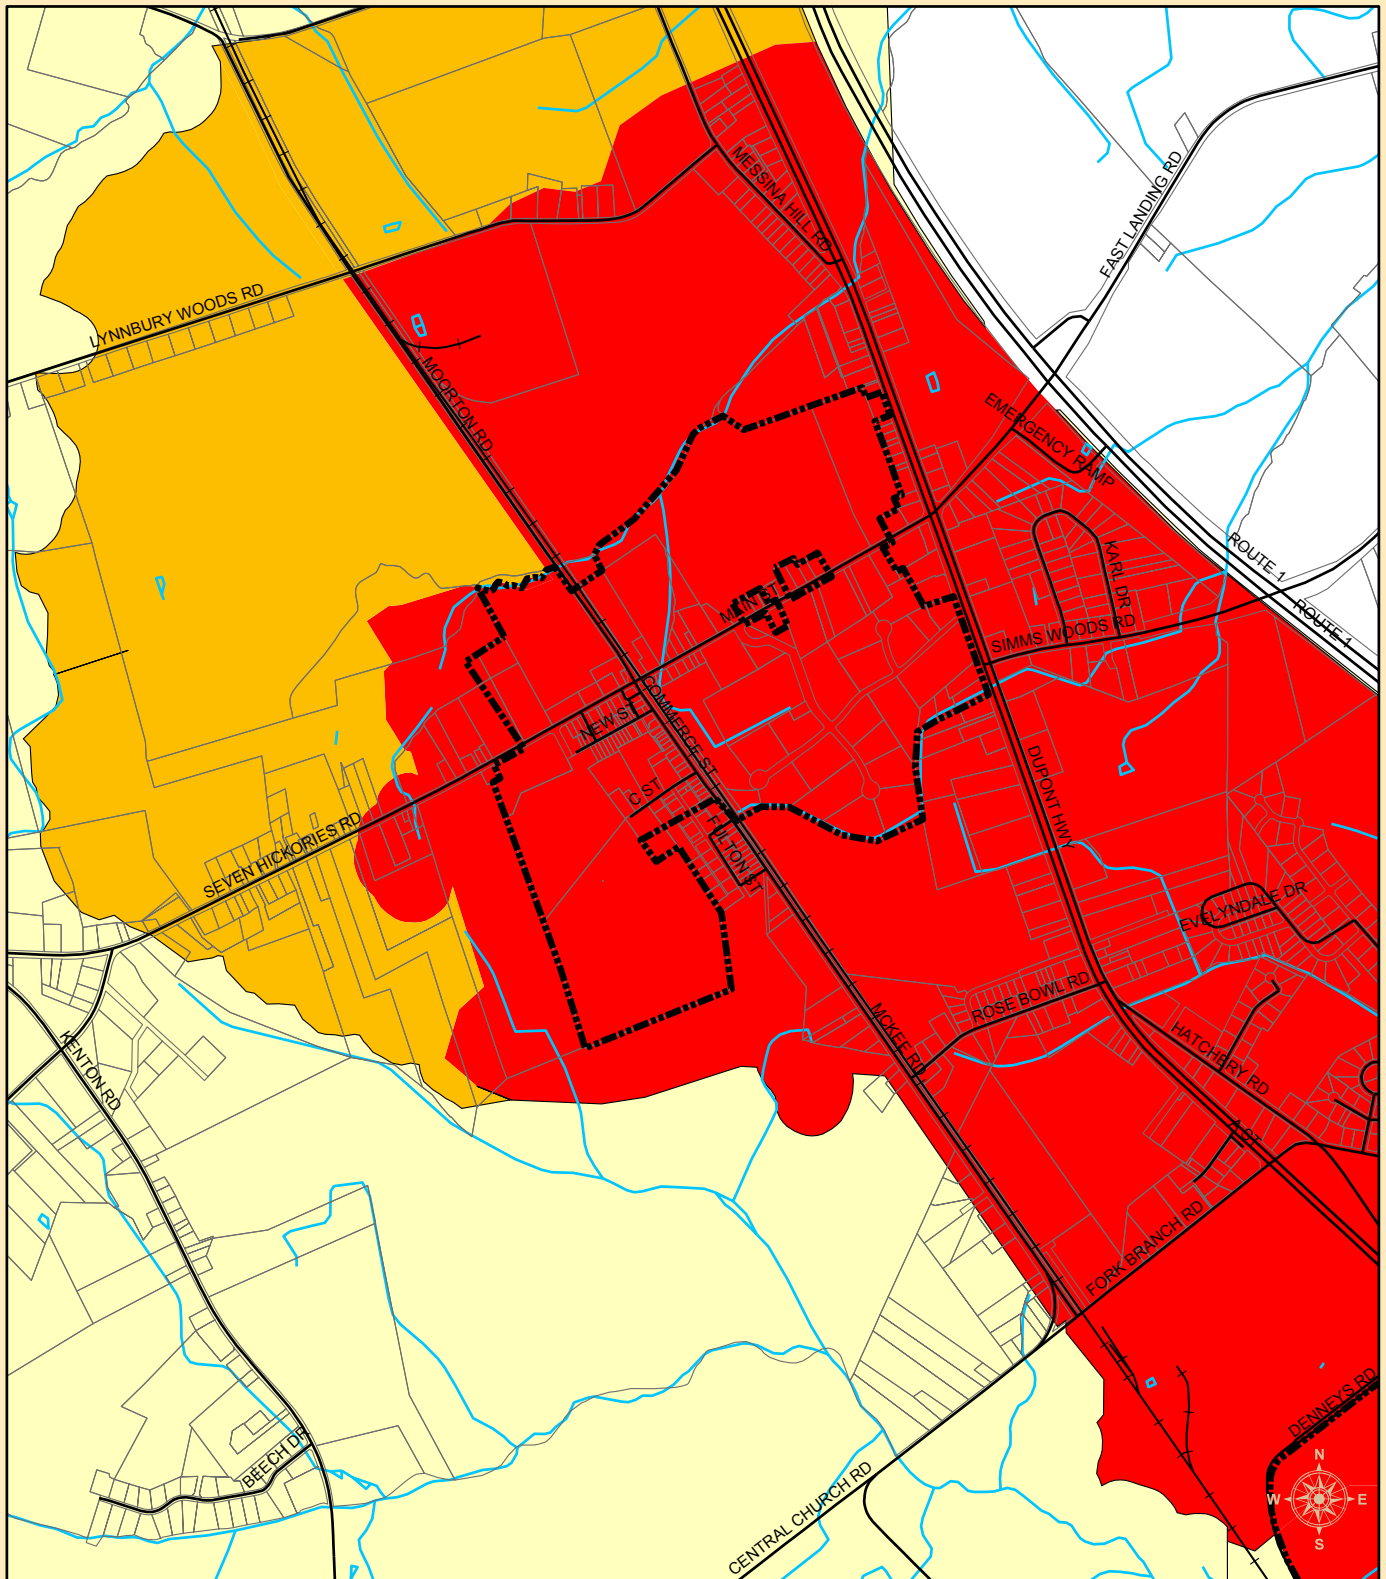 MESSINA HILL RD
FAST LANDING RD
LYNNBURY WOODS RD
MOORTON RD
EMERGENCY RAMP
ROUTE 1
KARL DR
ROUTE 1
MAIN ST
SIMMS WOODS RD
COMMERCE ST
NEW ST
DUPONT HWY
C ST
FULTON ST
SEVEN HICKORIES RD
EVELYNDALE DR
ROSE BOWL RD
MCKEE RD
HATCHERY RD
KENTON RD
A ST
FORK BRANCH RD
DENNEYS RD
BEECH DR
CENTRAL CHURCH RD
N
W E
S